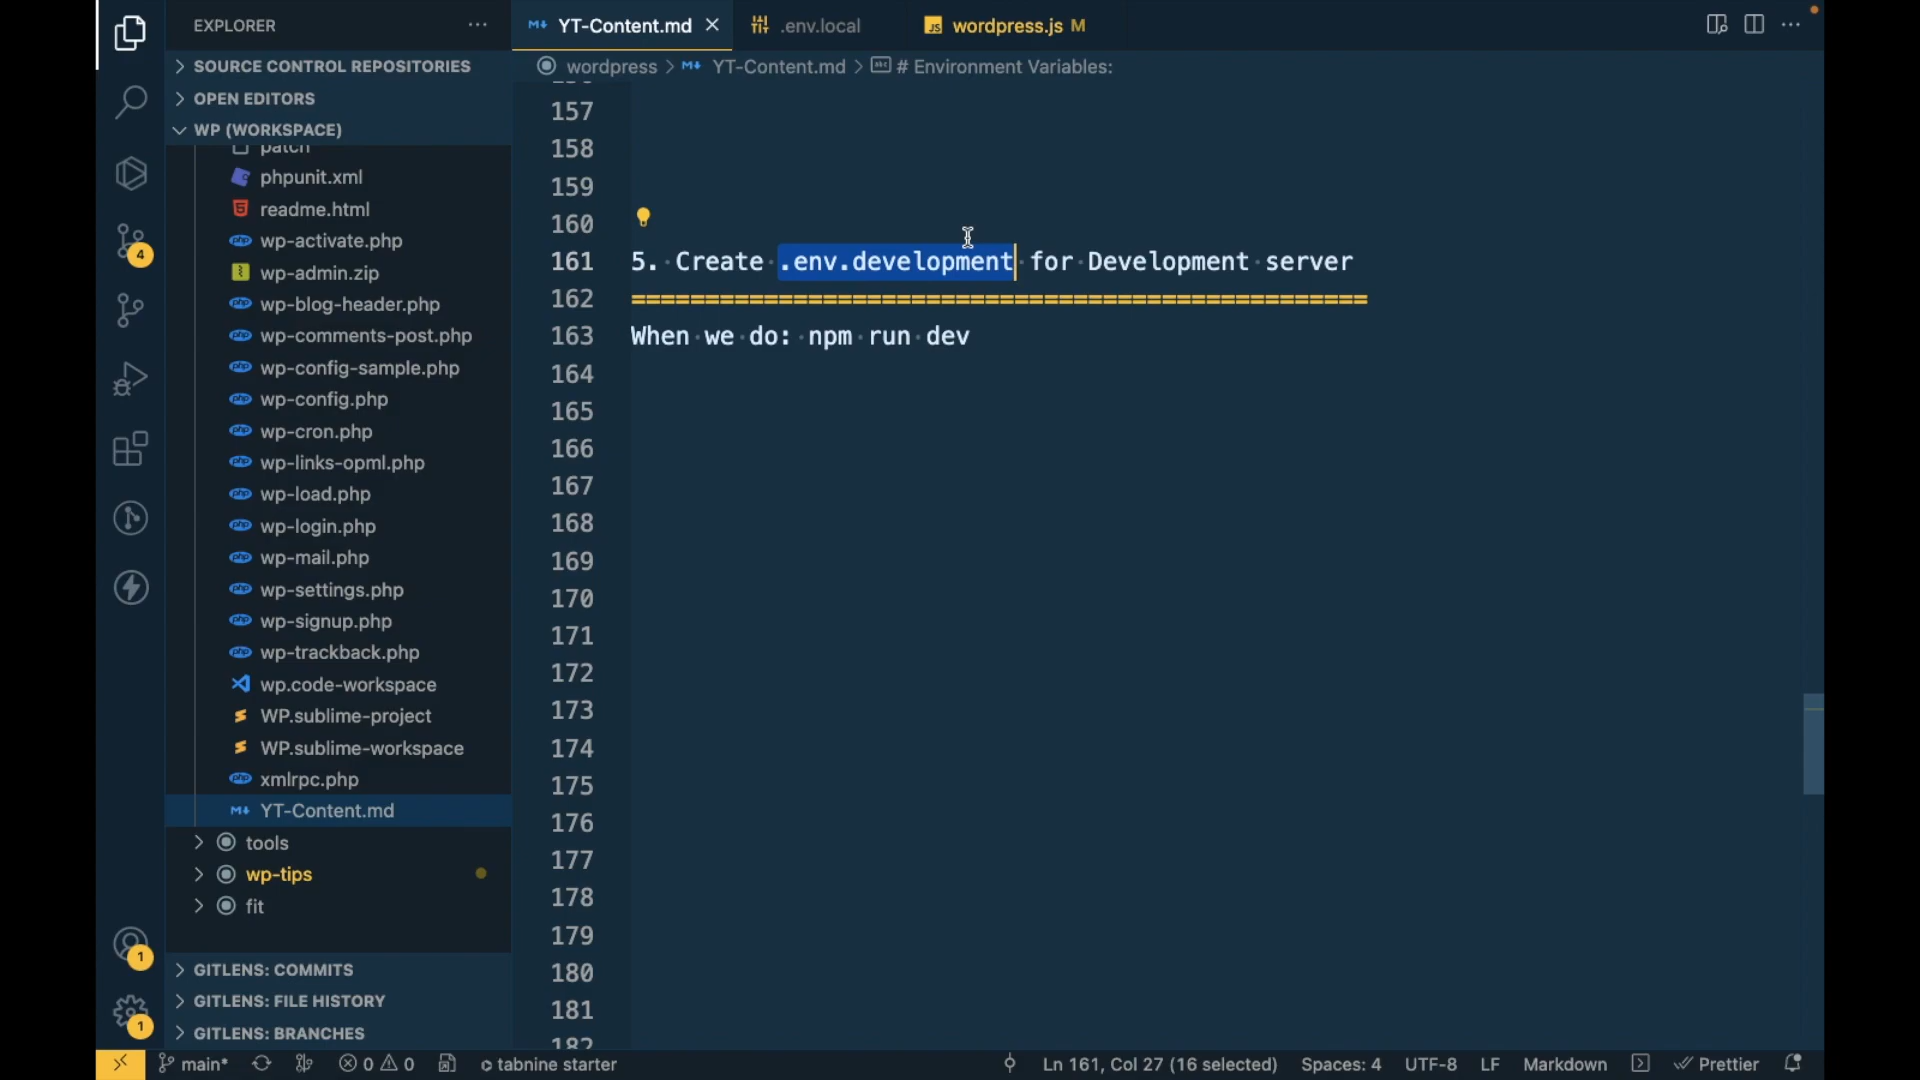 EXPLORER
YT-Content.md
.env.local
wordpress.js M
SOURCE CONTROL REPOSITORIES
wordpress > YT-Content.md > # Environment Variables:
OPEN EDITORS
WP (WORKSPACE)
patch
phpunit.xml
readme.html
wp-activate.php
wp-admin.zip
wp-blog-header.php
wp-comments-post.php
wp-config-sample.php
wp-config.php
wp-cron.php
wp-links-opml.php
wp-load.php
wp-login.php
wp-mail.php
wp-settings.php
wp-signup.php
wp-trackback.php
wp.code-workspace
WP.sublime-project
WP.sublime-workspace
xmlrpc.php
YT-Content.md
tools
wp-tips
fit
GITLENS: COMMITS
GITLENS: FILE HISTORY
GITLENS: BRANCHES
4
1
1
157
158
159
160
161 5. Create .env.development for Development server
162 ==================================================
163 When we do: npm run dev
164
165
166
167
168
169
170
171
172
173
174
175
176
177
178
179
180
181
182
main* 0 0 tabnine starter Ln 161, Col 27 (16 selected) Spaces: 4 UTF-8 LF Markdown Prettier